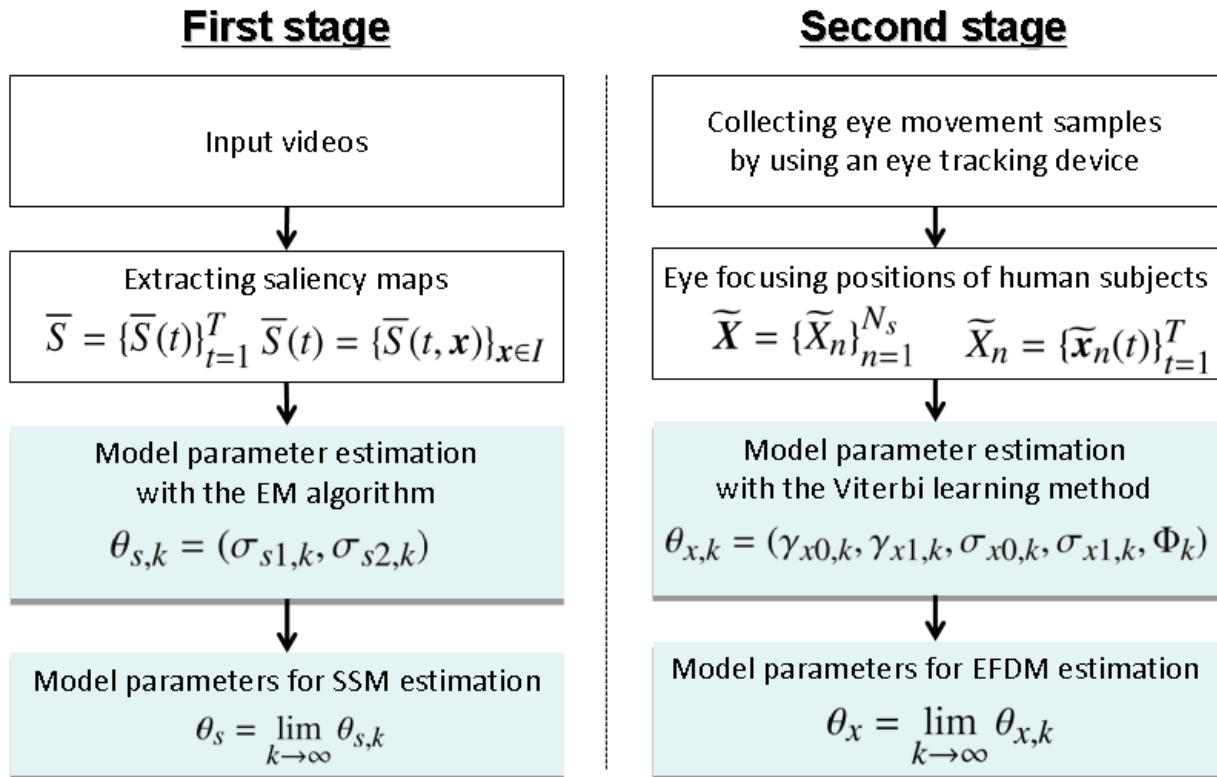 First stage
Input videos
Extracting saliency maps
S̅ = {S̅(t)}ᵀₜ₌₁ S̅(t) = {S̅(t, x)}x∈I
Model parameter estimation
with the EM algorithm
θs,k = (σs1,k, σs2,k)
Model parameters for SSM estimation
θs = lim θs,k
k→∞
Second stage
Collecting eye movement samples
by using an eye tracking device
Eye focusing positions of human subjects
X̃ = {X̃n}Nsn=1 X̃n = {x̃n(t)}ᵀₜ₌₁
Model parameter estimation
with the Viterbi learning method
θx,k = (γx0,k, γx1,k, σx0,k, σx1,k, Φk)
Model parameters for EFDM estimation
θx = lim θx,k
k→∞